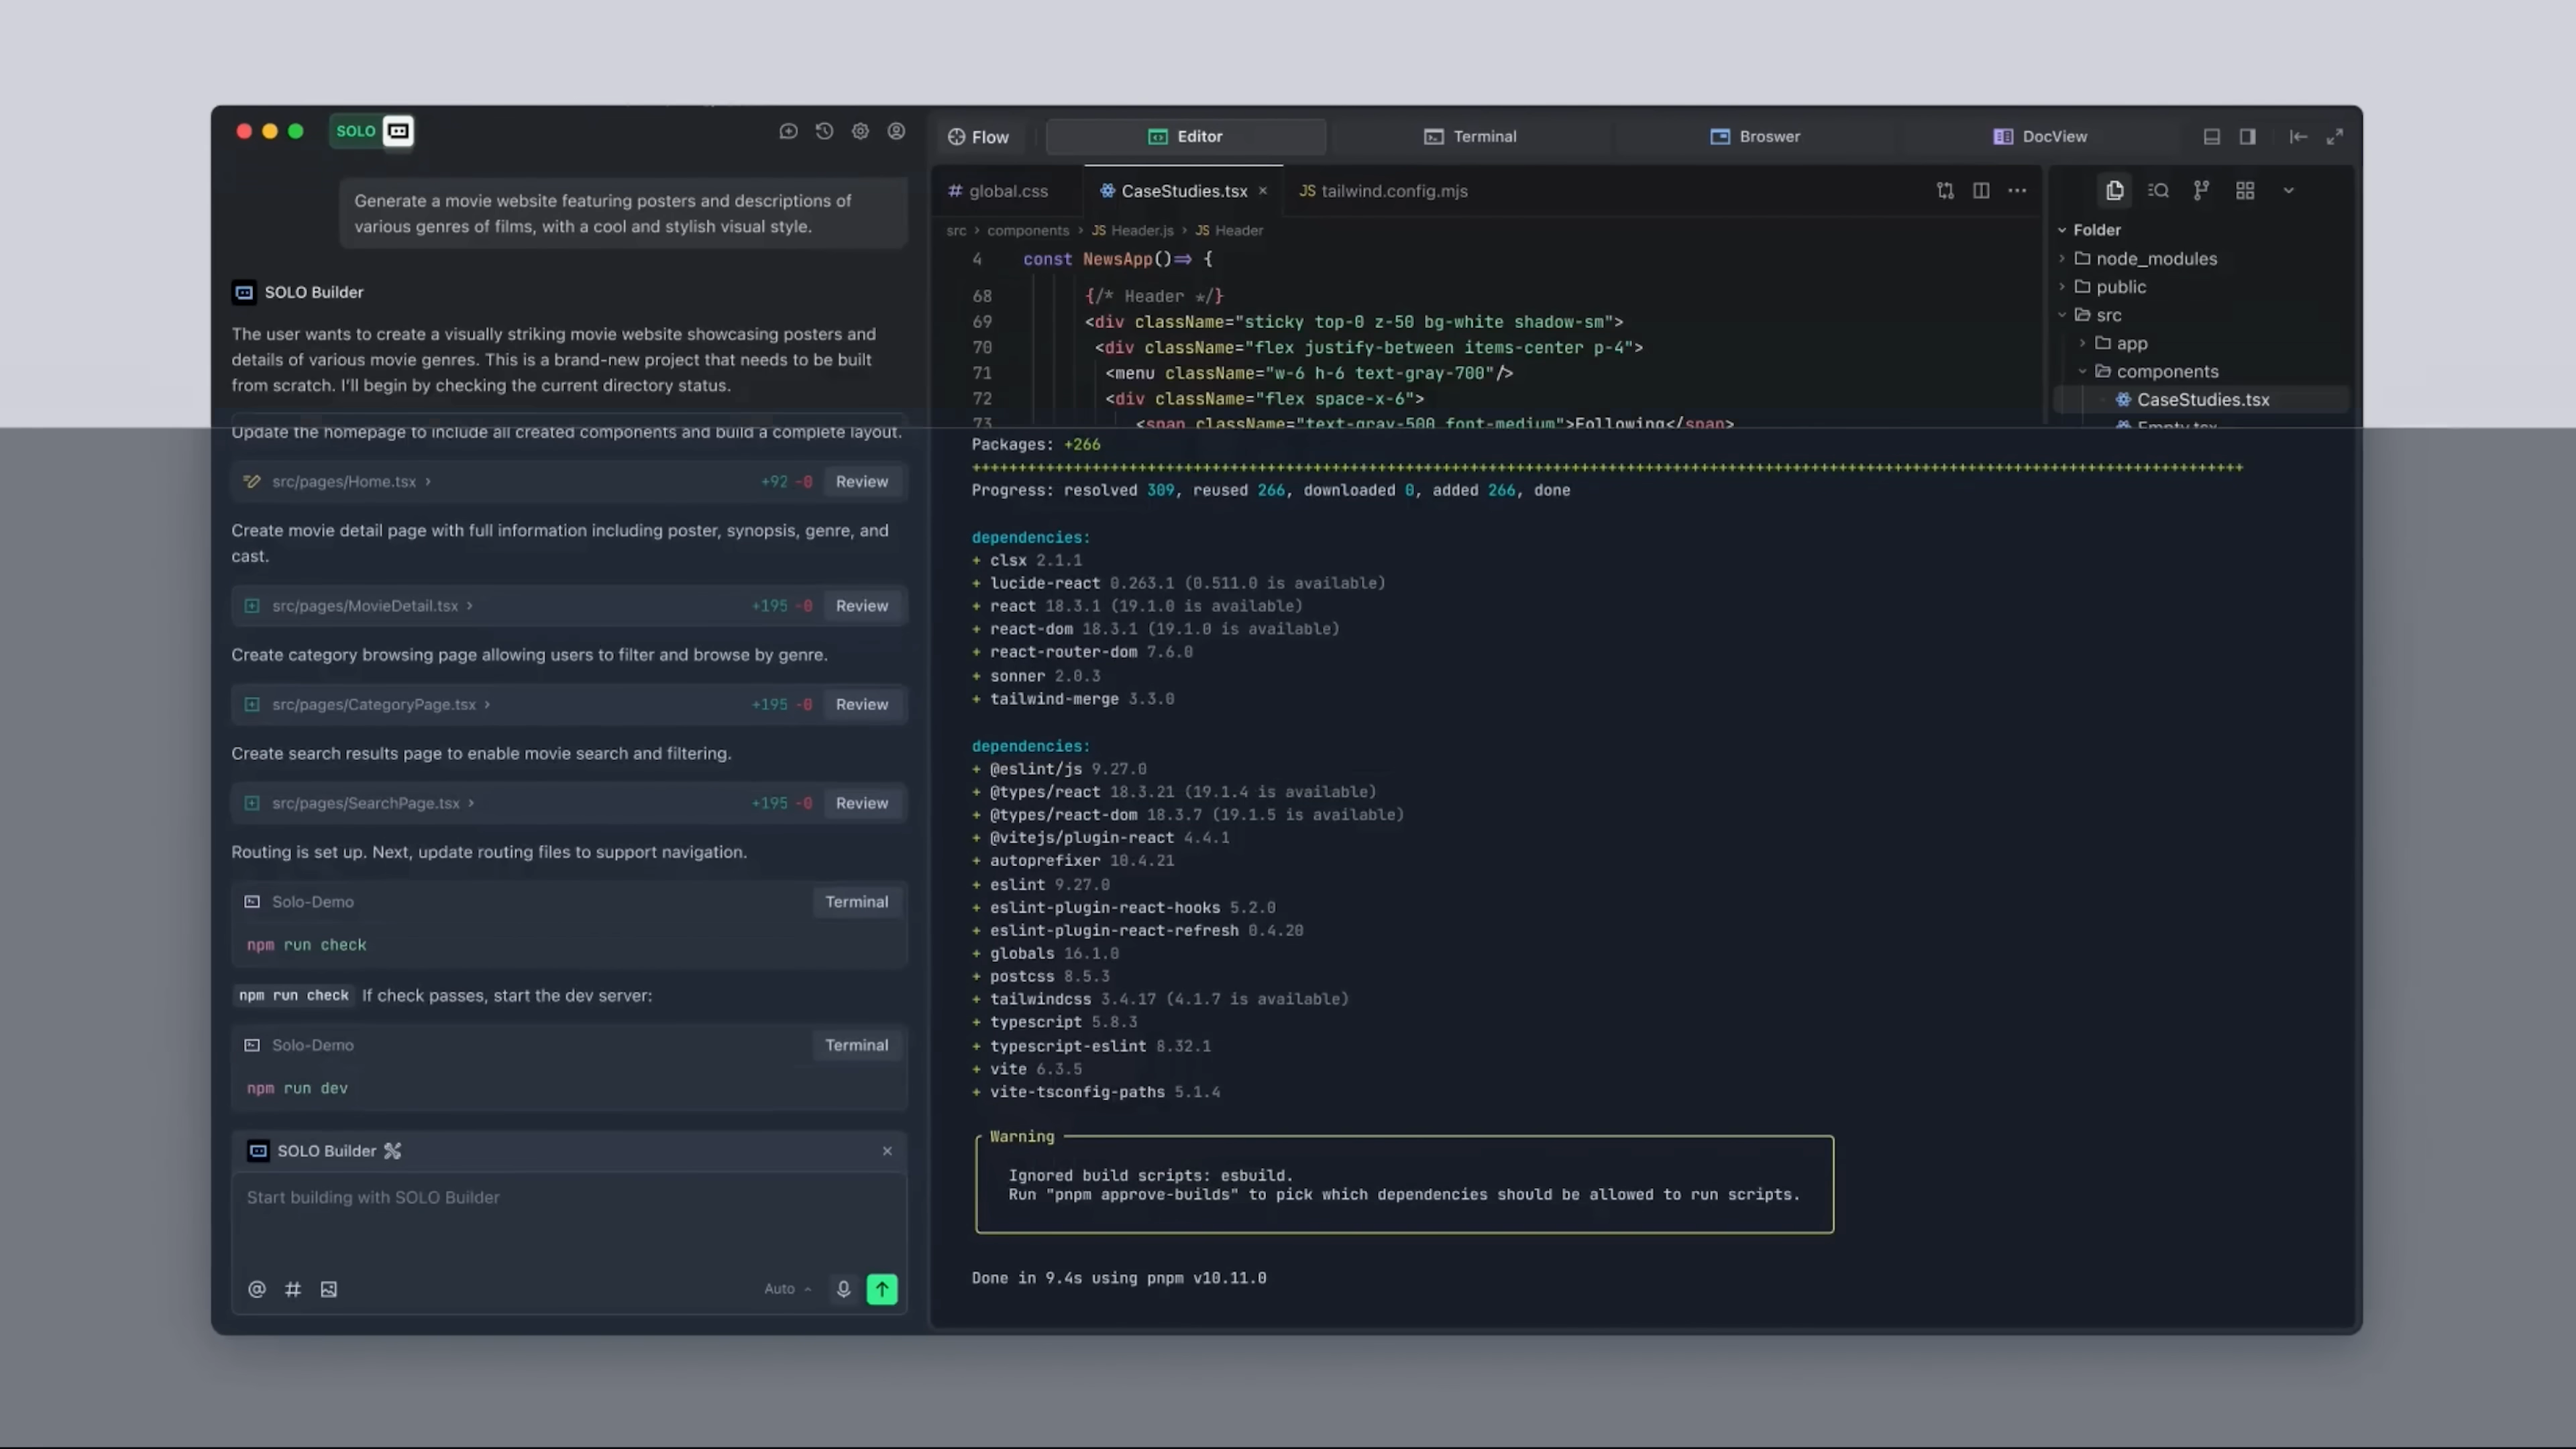 SOLO
Generate a movie website featuring posters and descriptions of
various genres of films, with a cool and stylish visual style.
SOLO Builder
The user wants to create a visually striking movie website showcasing posters and
details of various movie genres. This is a brand-new project that needs to be built
from scratch. I'll begin by checking the current directory status.
Update the homepage to include all created components and build a complete layout.
src/pages/Home.tsx
+92 -0
Review
Create movie detail page with full information including poster, synopsis, genre, and
cast.
src/pages/MovieDetail.tsx
+195 -0
Review
Create category browsing page allowing users to filter and browse by genre.
src/pages/CategoryPage.tsx
+195 -0
Review
Create search results page to enable movie search and filtering.
src/pages/SearchPage.tsx
+195 -0
Review
Routing is set up. Next, update routing files to support navigation.
Solo-Demo
Terminal
npm run check
npm run check If check passes, start the dev server:
Solo-Demo
Terminal
npm run dev
SOLO Builder
Start building with SOLO Builder
Auto
Flow
Editor
Terminal
Broswer
DocView
# global.css
CaseStudies.tsx
JS tailwind.config.mjs
src > components > JS Header.js > JS Header
4 const NewsApp()=> {
68 {/* Header */}
69 <div className="sticky top-0 z-50 bg-white shadow-sm">
70 <div className="flex justify-between items-center p-4">
71 <menu className="w-6 h-6 text-gray-700"/>
72 <div className="flex space-x-6">
73 <span className="text-gray-500 font-medium">Following</span>
Folder
node_modules
public
src
app
components
CaseStudies.tsx
Empty.tsx
Packages: +266
Progress: resolved 309, reused 266, downloaded 0, added 266, done
dependencies:
+ clsx 2.1.1
+ lucide-react 0.263.1 (0.511.0 is available)
+ react 18.3.1 (19.1.0 is available)
+ react-dom 18.3.1 (19.1.0 is available)
+ react-router-dom 7.6.0
+ sonner 2.0.3
+ tailwind-merge 3.3.0
dependencies:
+ @eslint/js 9.27.0
+ @types/react 18.3.21 (19.1.4 is available)
+ @types/react-dom 18.3.7 (19.1.5 is available)
+ @vitejs/plugin-react 4.4.1
+ autoprefixer 10.4.21
+ eslint 9.27.0
+ eslint-plugin-react-hooks 5.2.0
+ eslint-plugin-react-refresh 0.4.20
+ globals 16.1.0
+ postcss 8.5.3
+ tailwindcss 3.4.17 (4.1.7 is available)
+ typescript 5.8.3
+ typescript-eslint 8.32.1
+ vite 6.3.5
+ vite-tsconfig-paths 5.1.4
Warning
Ignored build scripts: esbuild.
Run "pnpm approve-builds" to pick which dependencies should be allowed to run scripts.
Done in 9.4s using pnpm v10.11.0